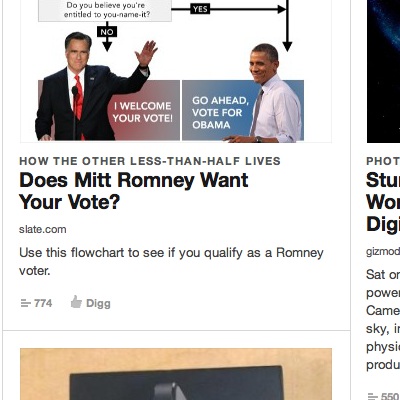 Do you believe you're
entitled to you-name-it?
YES
NO
I WELCOME
YOUR VOTE!
GO AHEAD,
VOTE FOR
OBAMA
HOW THE OTHER LESS-THAN-HALF LIVES
Does Mitt Romney Want
Your Vote?
slate.com
Use this flowchart to see if you qualify as a Romney
voter.
774 Digg
PHOT
Stu
Wor
Digi
gizmod
Sat or
power
Came
sky, i
physi
produ
550